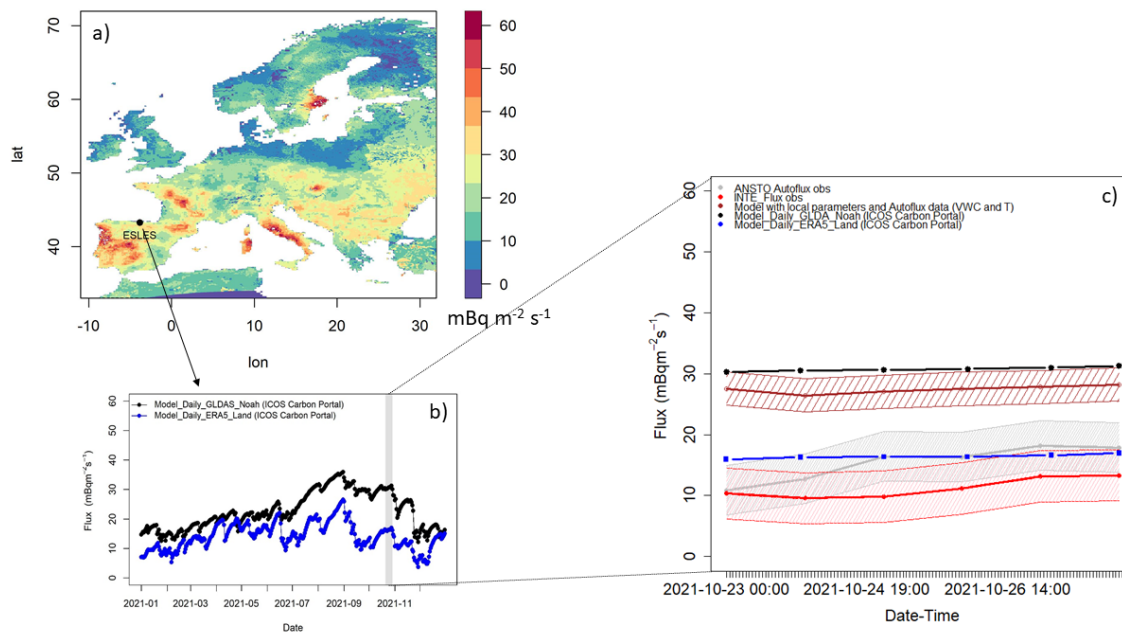 a)
70
60
50
40
lat
-10
0
10
20
30
lon
ESLES
60
50
40
30
20
10
0
mBq m⁻² s⁻¹
b)
Model_Daily_GLDAS_Noah (ICOS Carbon Portal)
Model_Daily_ERA5_Land (ICOS Carbon Portal)
60
50
40
30
20
10
0
Flux (mBqm⁻²s⁻¹)
2021-01
2021-03
2021-05
2021-07
2021-09
2021-11
Date
c)
ANSTO Autoflux obs
INTE_Flux obs
Model with local parameters and Autoflux data (VWC and T)
Model_Daily_GLDA_Noah (ICOS Carbon Portal)
Model_Daily_ERA5_Land (ICOS Carbon Portal)
60
50
40
30
20
10
0
Flux (mBqm⁻²s⁻¹)
2021-10-23 00:00
2021-10-24 19:00
2021-10-26 14:00
Date-Time